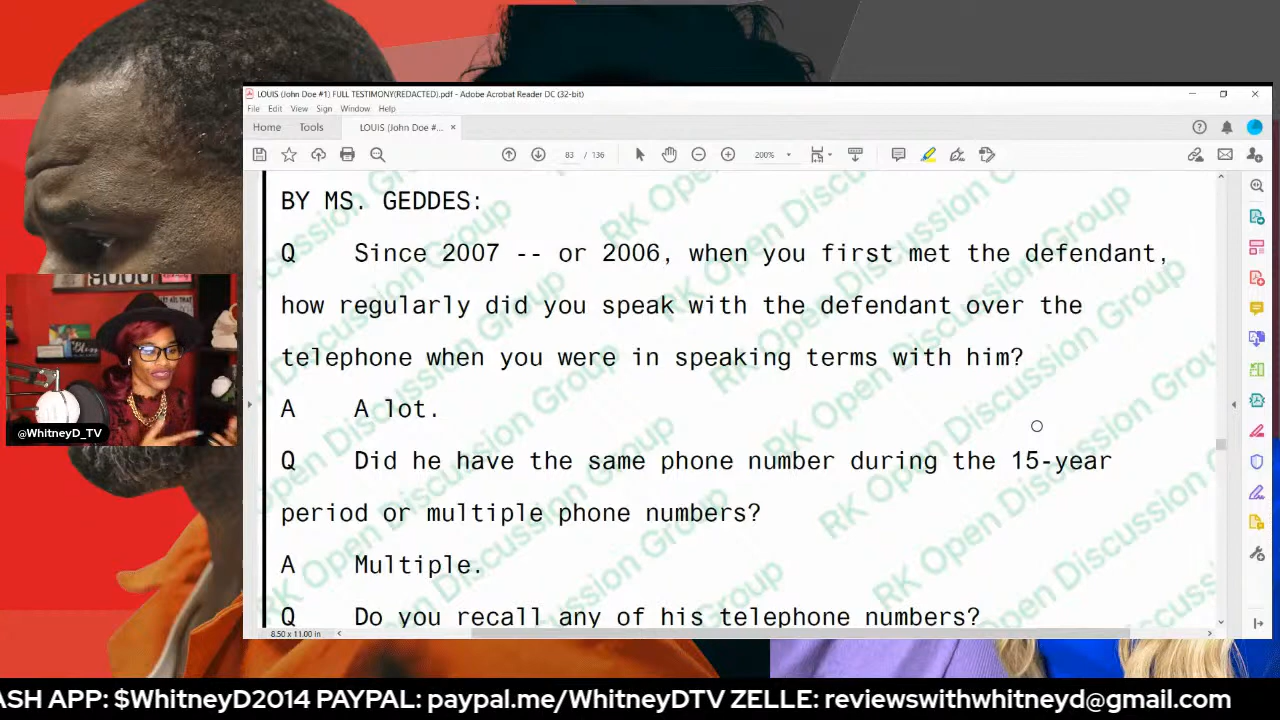 LOUIS (John Doe #1) FULL TESTIMONY(REDACTED).pdf - Adobe Acrobat Reader DC (32-bit)
File Edit View Sign Window Help
Home Tools LOUIS (John Doe #... ×
83 / 136 200%
BY MS. GEDDES:
Q Since 2007 -- or 2006, when you first met the defendant,
how regularly did you speak with the defendant over the
telephone when you were in speaking terms with him?
A A lot.
Q Did he have the same phone number during the 15-year
period or multiple phone numbers?
A Multiple.
Q Do you recall any of his telephone numbers?
8.50 x 11.00 in
RK Open Discussion Group
@WhitneyD_TV
ASH APP: $WhitneyD2014 PAYPAL: paypal.me/WhitneyDTV ZELLE: reviewswithwhitneyd@gmail.com